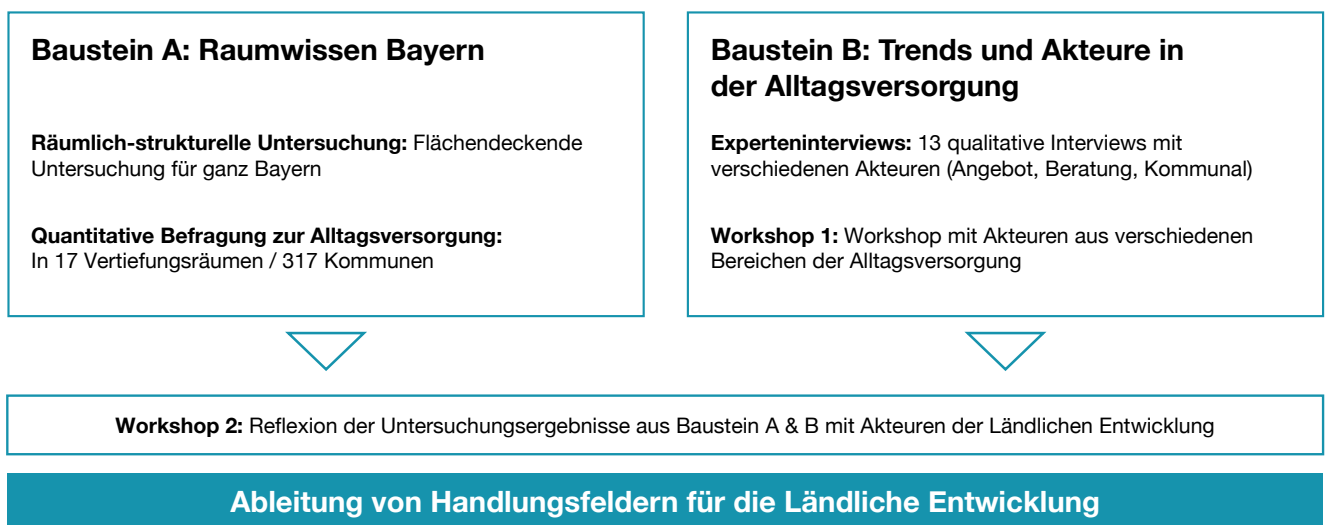 Baustein A: Raumwissen Bayern
Räumlich-strukturelle Untersuchung: Flächendeckende
Untersuchung für ganz Bayern
Quantitative Befragung zur Alltagsversorgung:
In 17 Vertiefungsräumen / 317 Kommunen
Baustein B: Trends und Akteure in
der Alltagsversorgung
Experteninterviews: 13 qualitative Interviews mit
verschiedenen Akteuren (Angebot, Beratung, Kommunal)
Workshop 1: Workshop mit Akteuren aus verschiedenen
Bereichen der Alltagsversorgung
Workshop 2: Reflexion der Untersuchungsergebnisse aus Baustein A & B mit Akteuren der Ländlichen Entwicklung
Ableitung von Handlungsfeldern für die Ländliche Entwicklung